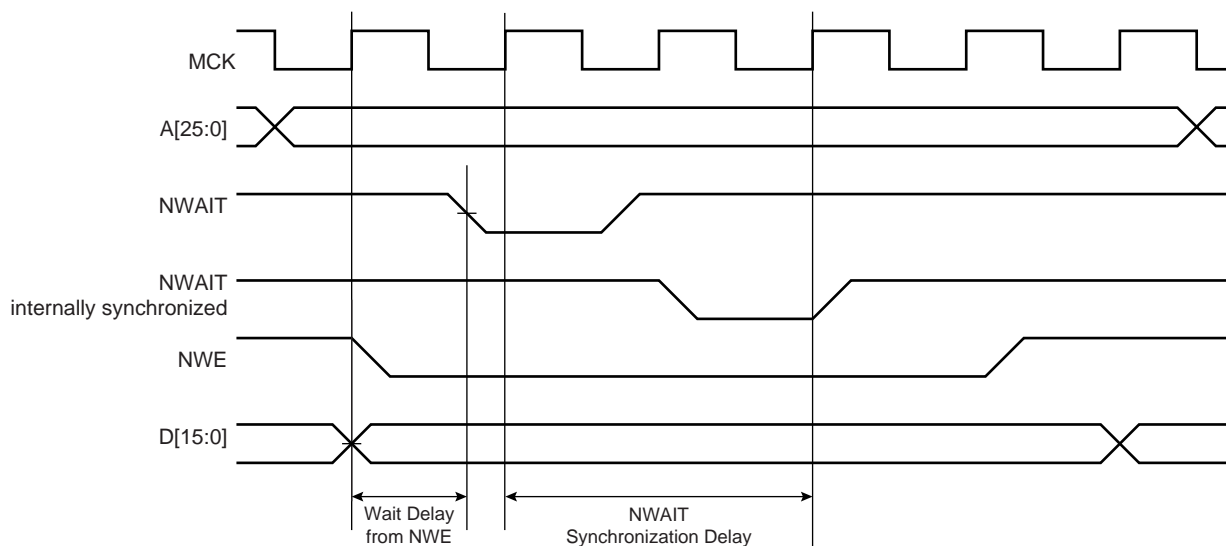 MCK
A[25:0]
NWAIT
NWAIT
internally synchronized
NWE
D[15:0]
Wait Delay
from NWE
NWAIT
Synchronization Delay